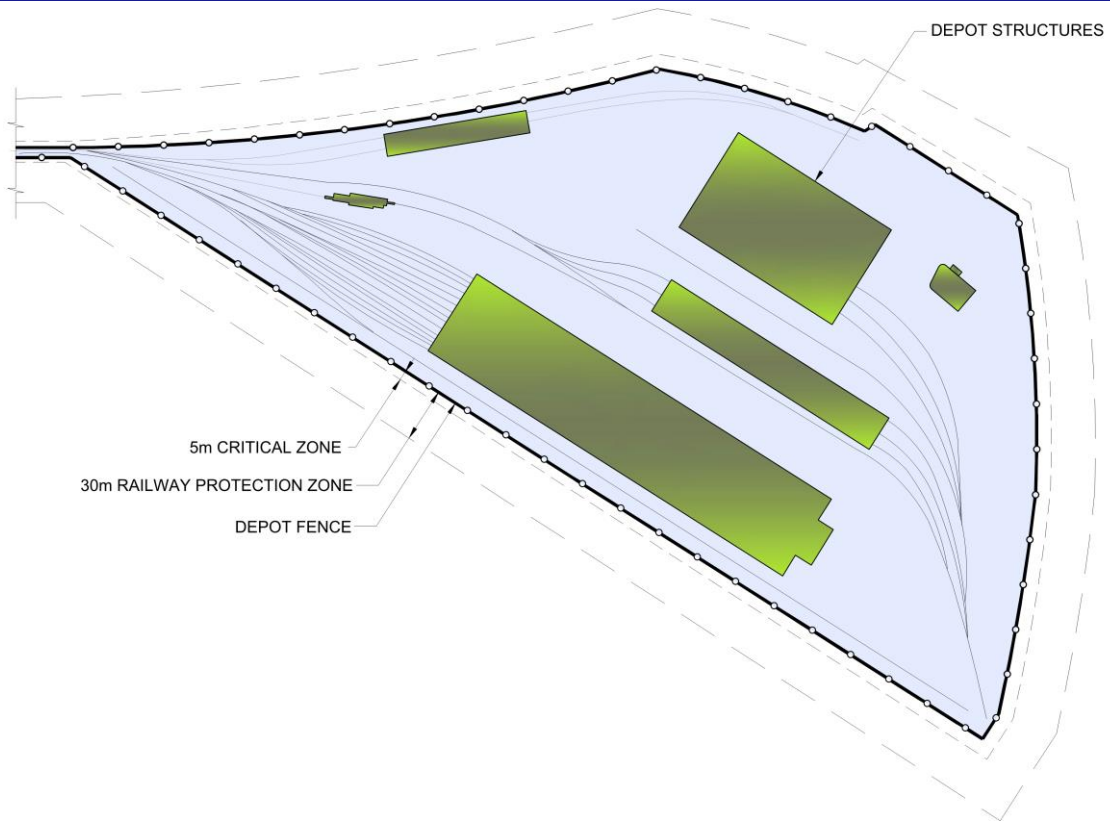 DEPOT STRUCTURES
5m CRITICAL ZONE
30m RAILWAY PROTECTION ZONE
DEPOT FENCE